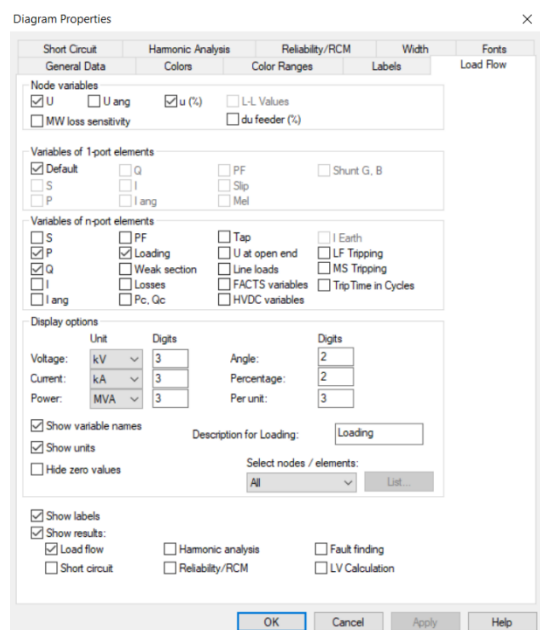 Diagram Properties
Short Circuit Harmonic Analysis Reliability/RCM Width Fonts
General Data Colors Color Ranges Labels Load Flow
Node variables
U U ang u (%) L-L Values
MW loss sensitivity du feeder (%)
Variables of 1-port elements
Default Q PF Shunt G, B
S I Slip
P I ang Mel
Variables of n-port elements
S PF Tap I Earth
P Loading U at open end LF Tripping
Q Weak section Line loads MS Tripping
I Losses FACTS variables Trip Time in Cycles
I ang Pc, Qc HVDC variables
Display options
Unit Digits Digits
Voltage: kV 3 Angle: 2
Current: kA 3 Percentage: 2
Power: MVA 3 Per unit: 3
Show variable names
Description for Loading: Loading
Show units
Hide zero values
Select nodes / elements:
All List...
Show labels
Show results:
Load flow Harmonic analysis Fault finding
Short circuit Reliability/RCM LV Calculation
OK Cancel Apply Help